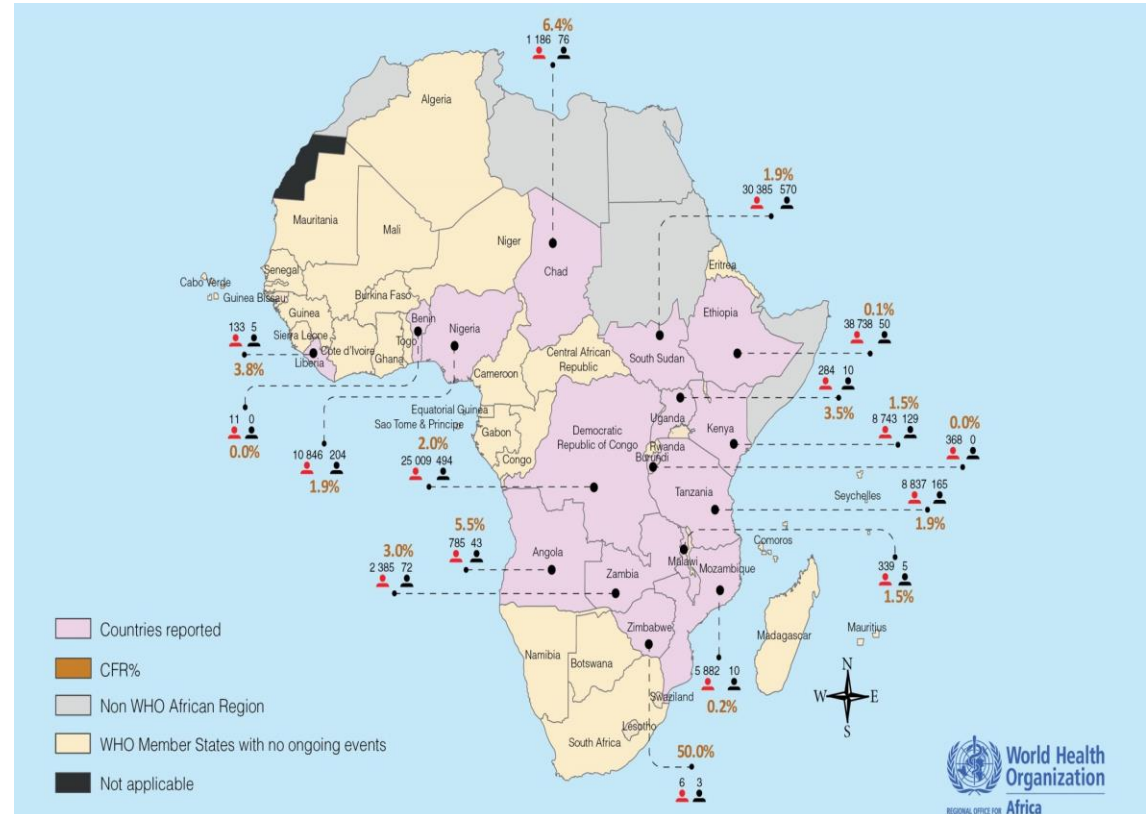 6.4%
1 186 76
Algeria
1.9%
30 385 570
Mauritania
Mali
Niger
Chad
Eritrea
Cabo Verde
Senegal
Guinea Bissau
Burkina Faso
Guinea
Benin
Nigeria
Ethiopia
0.1%
38 738 50
133 5
3.8%
Sierra Leone
Liberia
Cote d'Ivoire
Togo
Ghana
Central African
Republic
South Sudan
Cameroon
284 10
3.5%
11 0
0.0%
Equatorial Guinea
Sao Tome & Principe
Gabon
Congo
Democratic
Republic of Congo
Uganda
Kenya
Rwanda
Burundi
1.5%
8 743 129
0.0%
368 0
10 846 204
1.9%
2.0%
25 009 494
Tanzania
Seychelles
8 837 165
1.9%
5.5%
785 43
3.0%
2 385 72
Angola
Zambia
Malawi
Mozambique
Comoros
339 5
1.5%
Zimbabwe
Madagascar
Mauritius
Namibia
Botswana
5 882 10
0.2%
Swaziland
Lesotho
South Africa
50.0%
6 3
N
W E
S
Countries reported
CFR%
Non WHO African Region
WHO Member States with no ongoing events
Not applicable
World Health
Organization
REGIONAL OFFICE FOR Africa